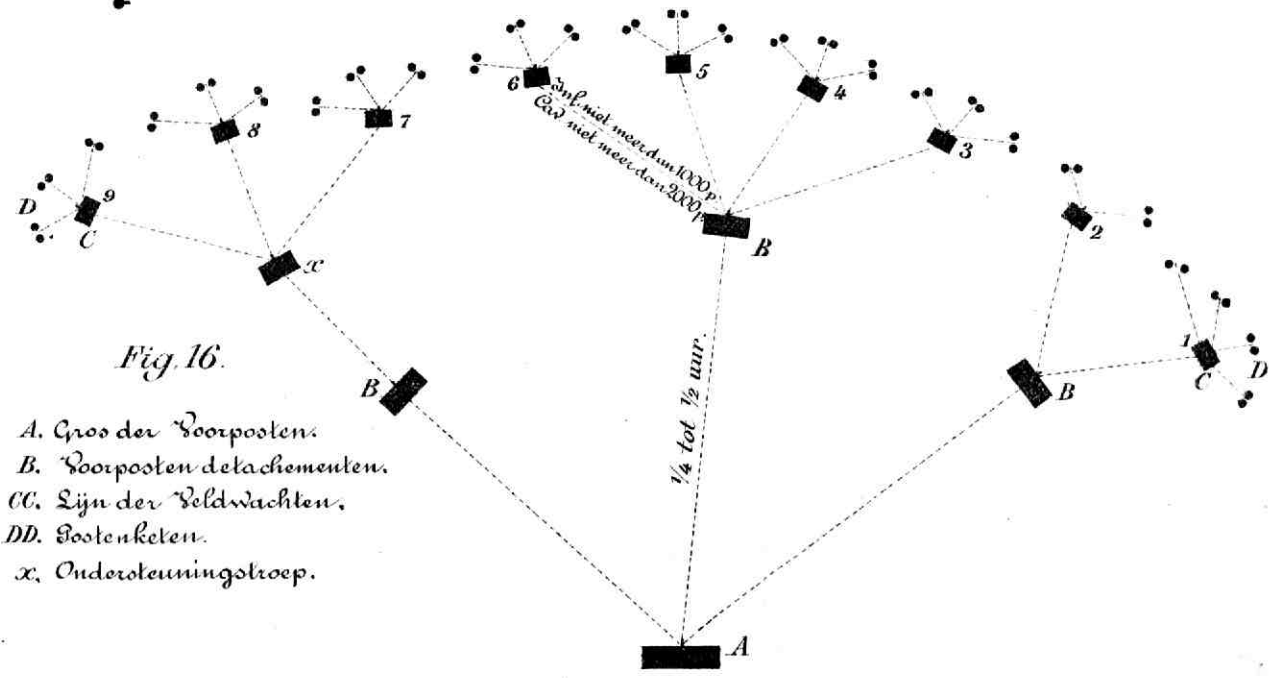 6
5
4
8
7
3
9
D
C
2
Inf. niet meer dan 1000 p.
Cav niet meer dan 2000 p.
B
x
1
C
D
Fig. 16.
B
B
¼ tot ½ uur.
A. Gros der Voorposten.
B. Voorposten detachementen.
CC. Lijn der Veldwachten.
DD. Postenketen.
x. Ondersteuningstroep.
A